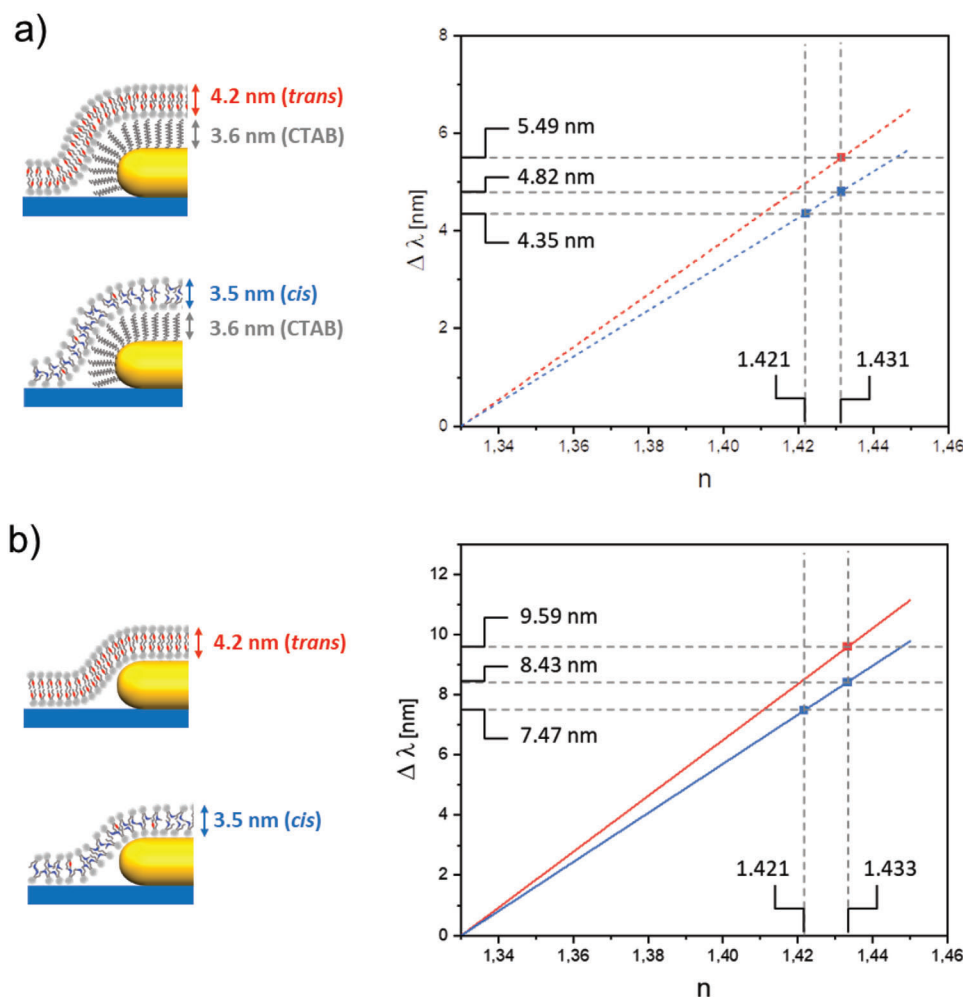 a)
4.2 nm (trans)
3.6 nm (CTAB)
3.5 nm (cis)
3.6 nm (CTAB)
8
6
4
2
0
Δ λ [nm]
5.49 nm
4.82 nm
4.35 nm
1.421
1.431
1,34
1,36
1,38
1,40
1,42
1,44
1,46
n
b)
4.2 nm (trans)
3.5 nm (cis)
12
10
8
6
4
2
0
Δ λ [nm]
9.59 nm
8.43 nm
7.47 nm
1.421
1.433
1,34
1,36
1,38
1,40
1,42
1,44
1,46
n